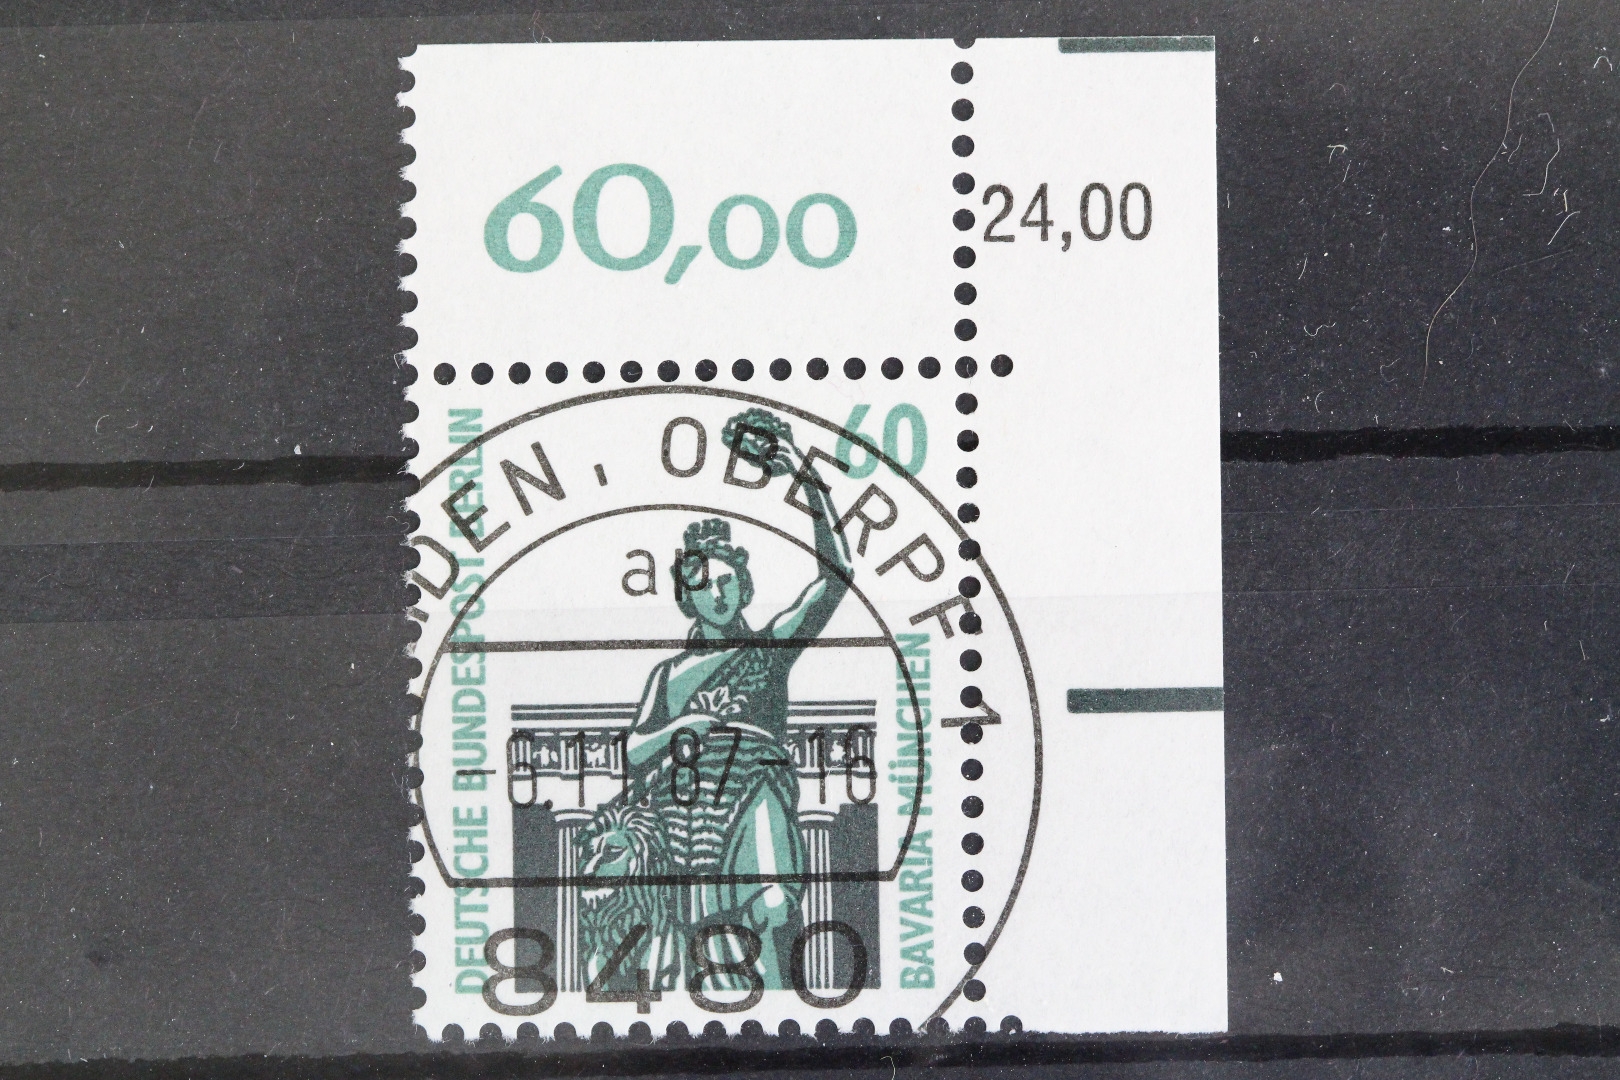 60,00
24,00
60
DEUTSCHE BUNDESPOST BERLIN
BAVARIA MÜNCHEN
DEN, OBERPF 1
ap
-6.11.87-16
8480